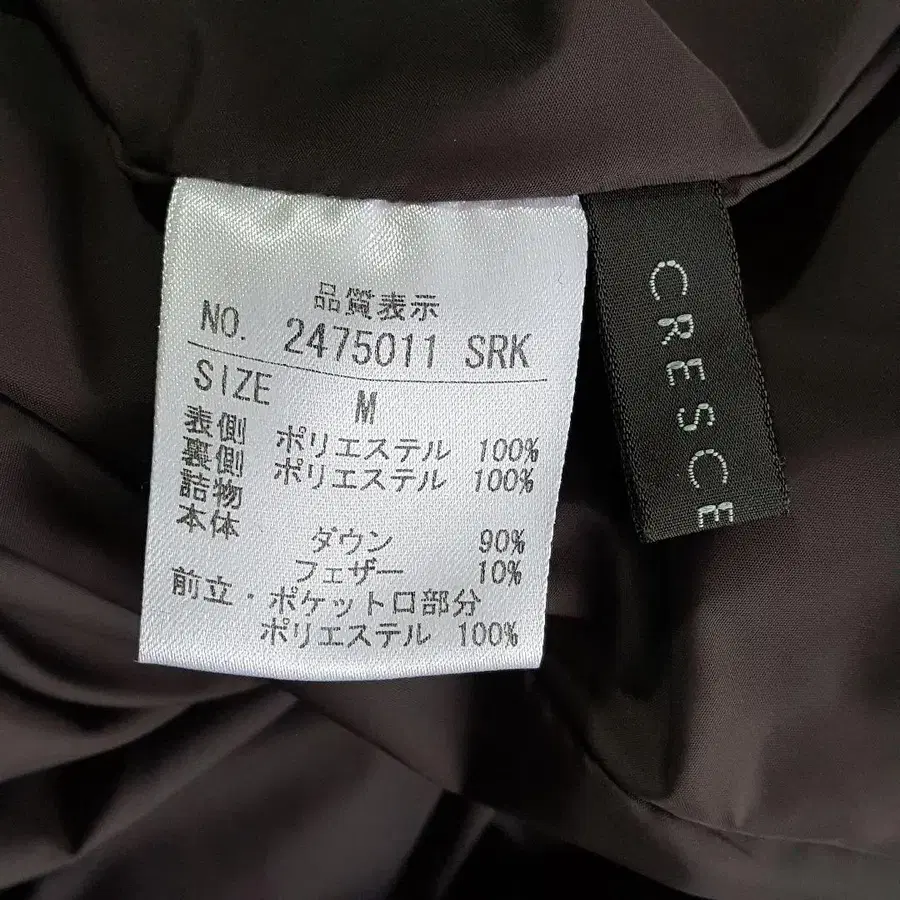 品質表示
NO. 2475011 SRK
SIZE M
表側 ポリエステル 100%
裏側 ポリエステル 100%
詰物
本体
ダウン 90%
フェザー 10%
前立・ポケット口部分
ポリエステル 100%
CRESCE